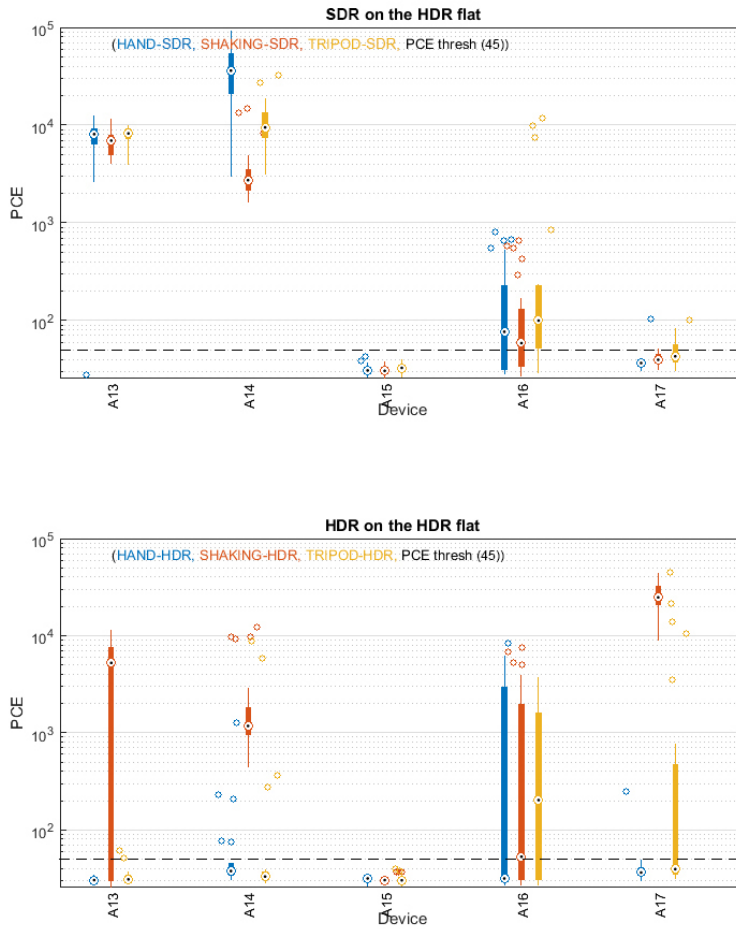 SDR on the HDR flat
(HAND-SDR, SHAKING-SDR, TRIPOD-SDR, PCE thresh (45))
10^5
10^4
10^3
10^2
PCE
A13
A14
A15
A16
A17
Device
HDR on the HDR flat
(HAND-HDR, SHAKING-HDR, TRIPOD-HDR, PCE thresh (45))
10^5
10^4
10^3
10^2
PCE
A13
A14
A15
A16
A17
Device